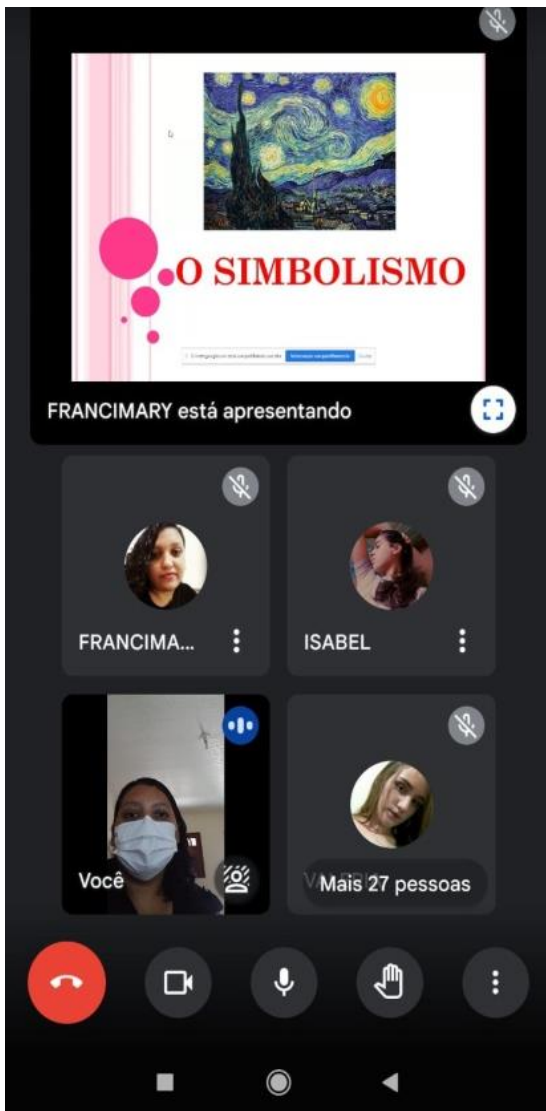 O SIMBOLISMO
FRANCIMARY está apresentando
FRANCIMA...
ISABEL
Você
Mais 27 pessoas